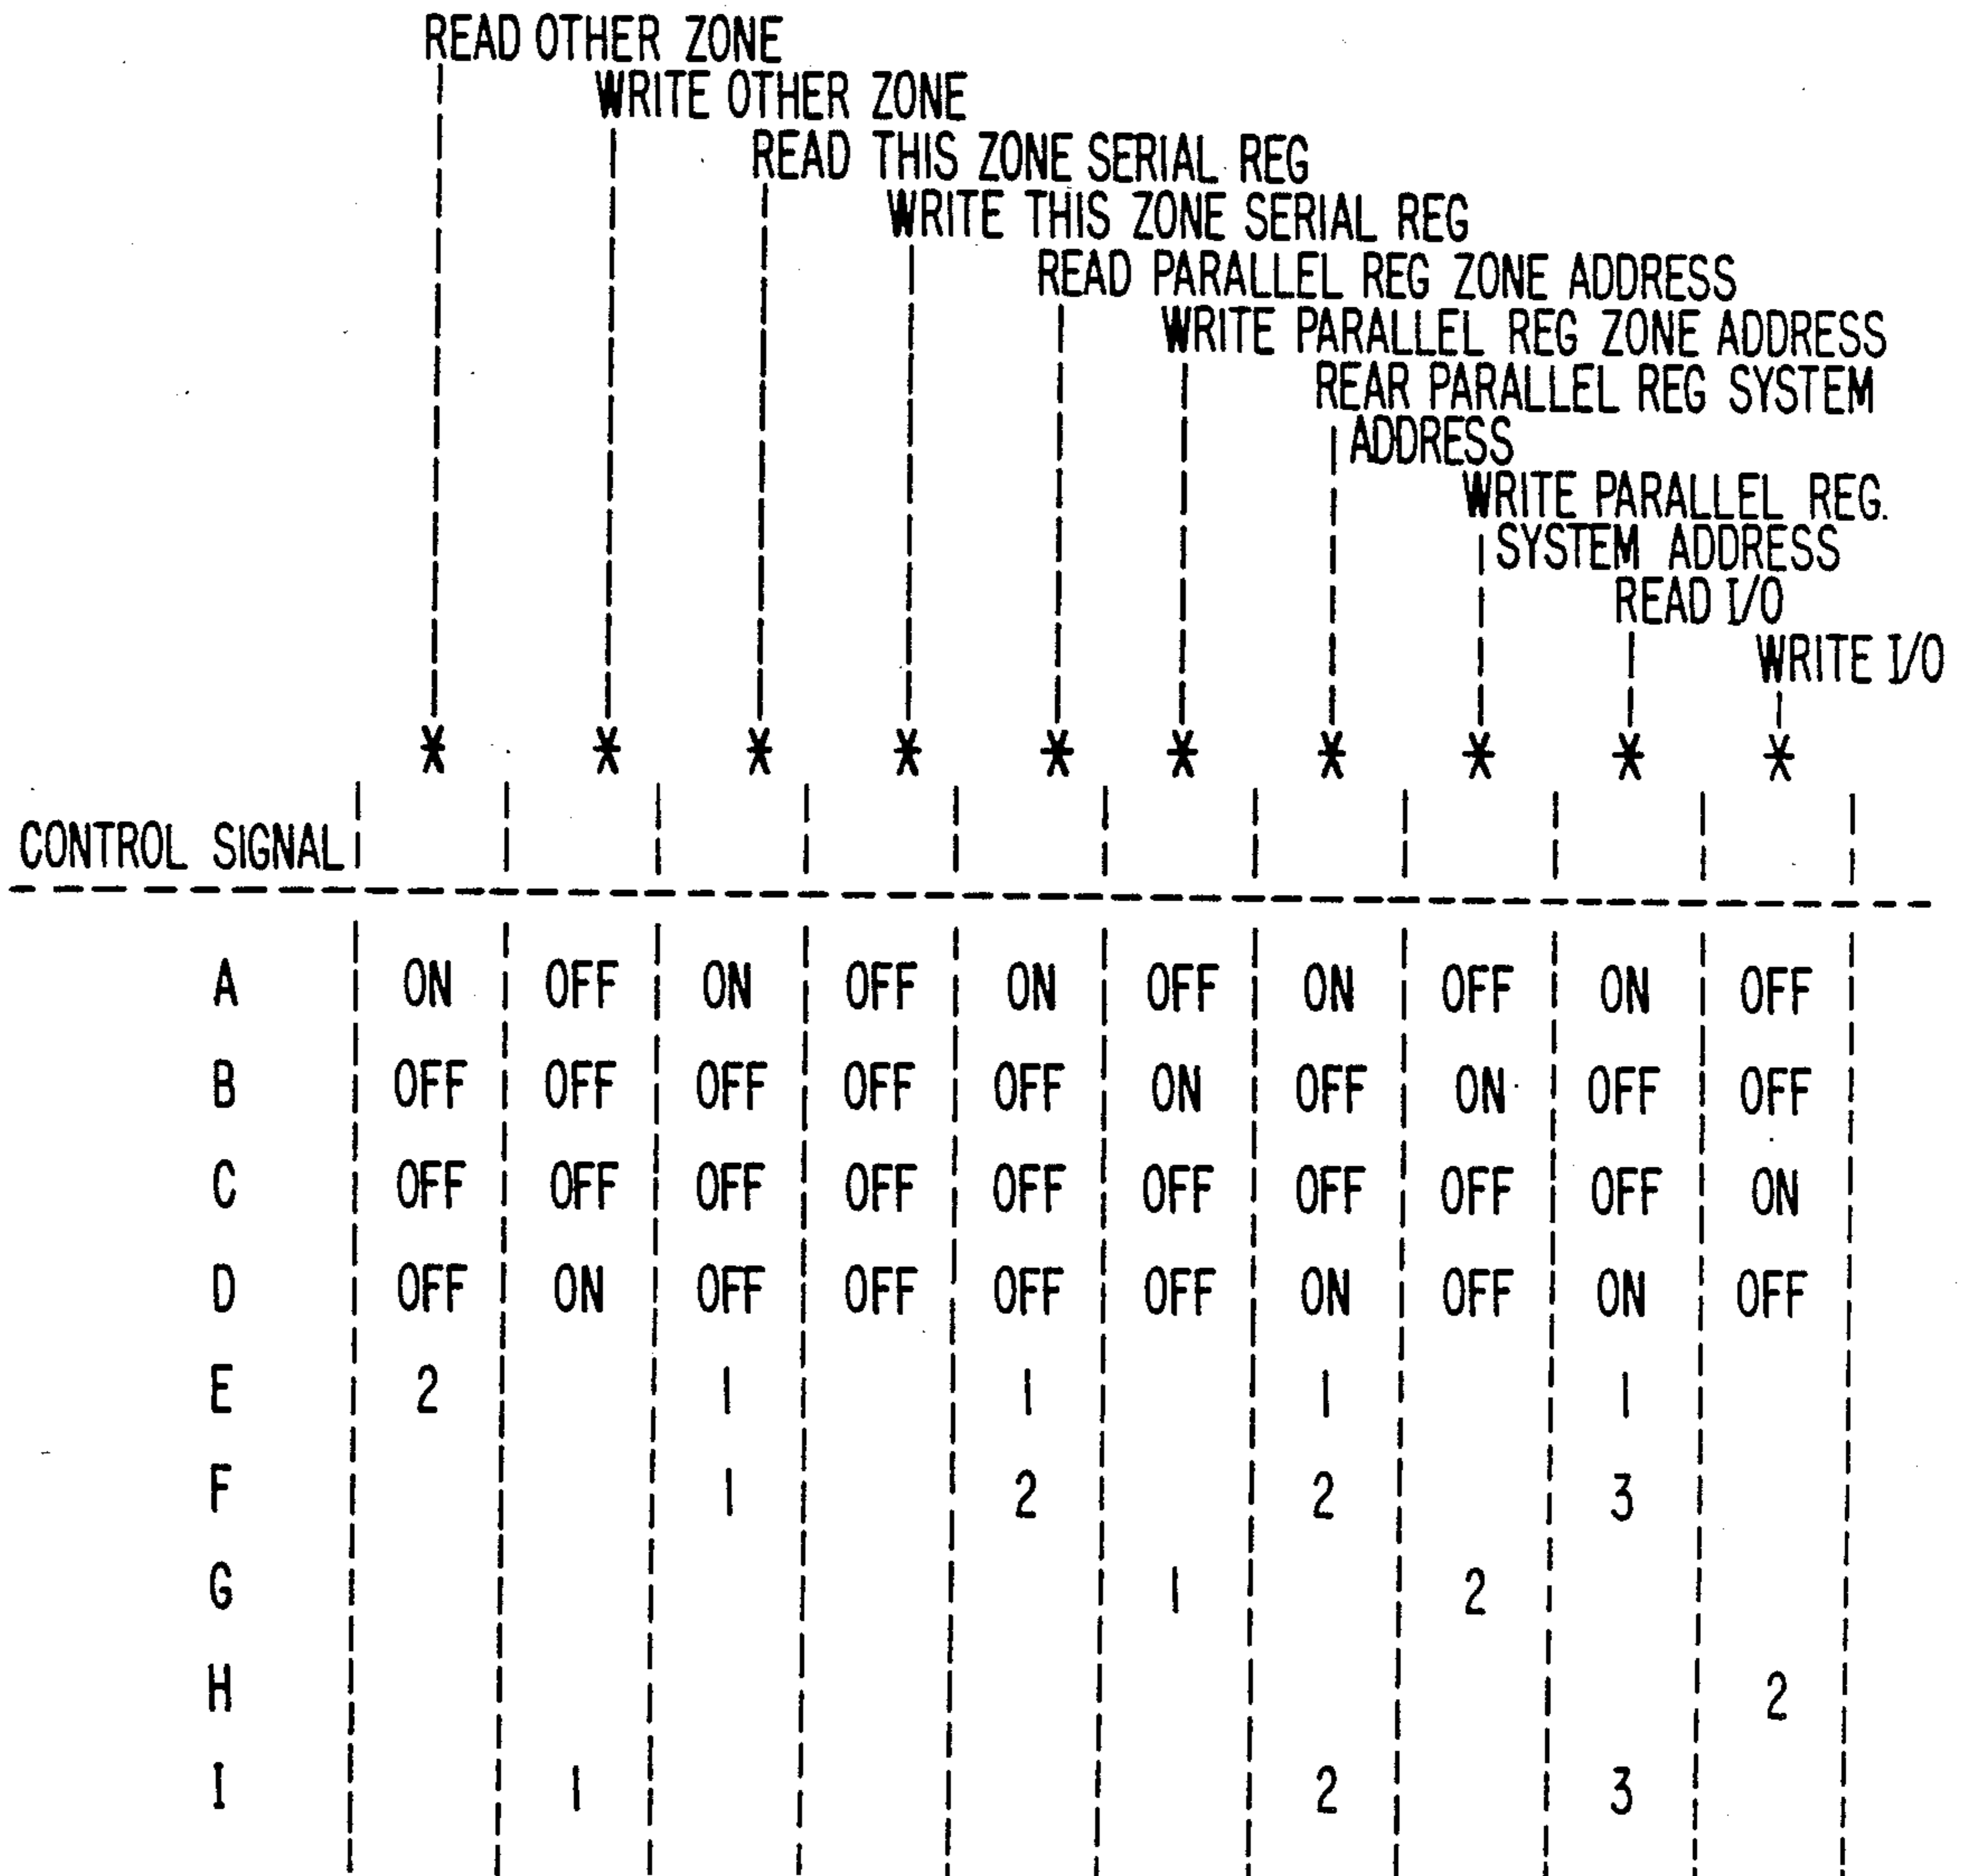 READ OTHER ZONE
WRITE OTHER ZONE
READ THIS ZONE SERIAL REG
WRITE THIS ZONE SERIAL REG
READ PARALLEL REG ZONE ADDRESS
WRITE PARALLEL REG ZONE ADDRESS
REAR PARALLEL REG SYSTEM
ADDRESS
WRITE PARALLEL REG.
SYSTEM ADDRESS
READ I/O
WRITE I/O
* * * * * * * * * *
CONTROL SIGNAL
A ON OFF ON OFF ON OFF ON OFF ON OFF
B OFF OFF OFF OFF OFF ON OFF ON OFF OFF
C OFF OFF OFF OFF OFF OFF OFF OFF OFF ON
D OFF ON OFF OFF OFF OFF ON OFF ON OFF
E 2 1 1 1 1
F 1 2 2 3
G 1 2
H 2
I 1 2 3